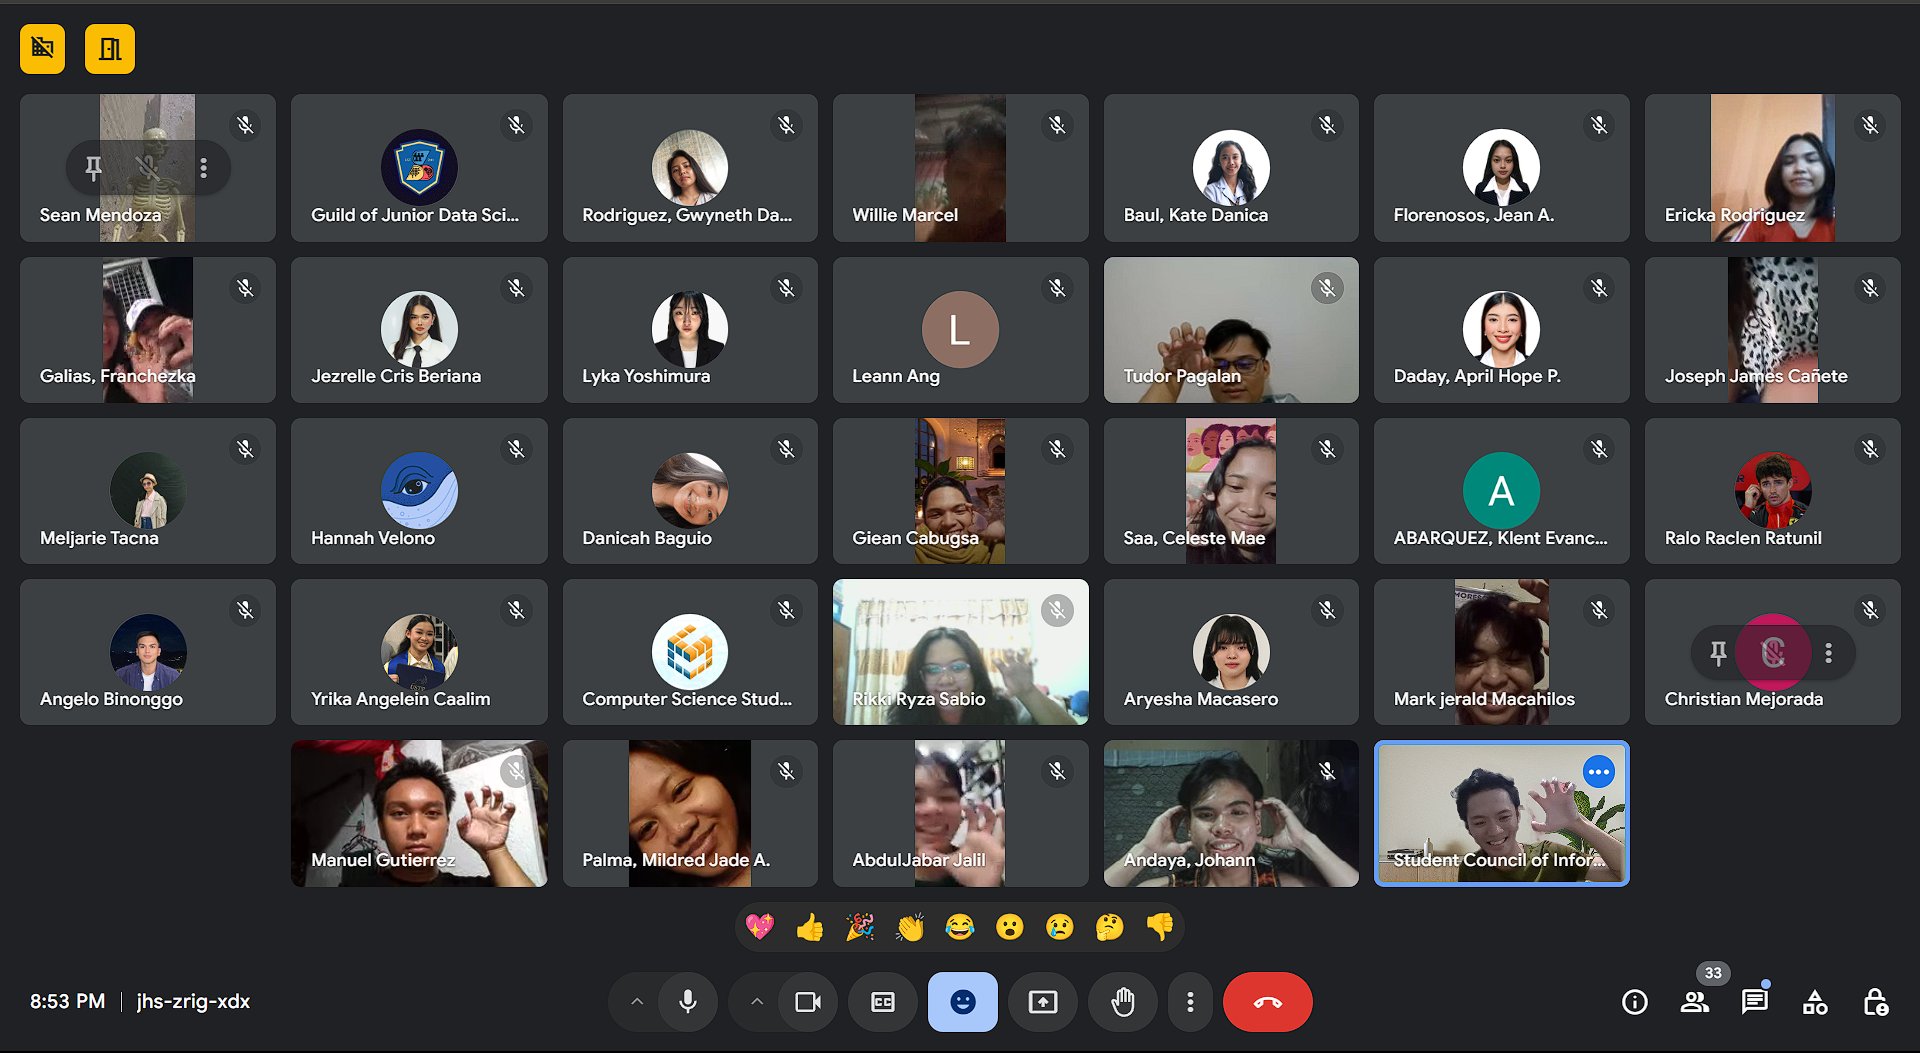 Sean Mendoza
Guild of Junior Data Sci...
Rodriguez, Gwyneth Da...
Willie Marcel
Baul, Kate Danica
Florenosos, Jean A.
Ericka Rodriguez
Galias, Franchezka
Jezrelle Cris Beriana
Lyka Yoshimura
L
Leann Ang
Tudor Pagalan
Daday, April Hope P.
Joseph James Cañete
Meljarie Tacna
Hannah Velono
Danicah Baguio
Giean Cabugsa
Saa, Celeste Mae
A
ABARQUEZ, Klent Evanc...
Ralo Raclen Ratunil
Angelo Binonggo
Yrika Angelein Caalim
Computer Science Stud...
Rikki Ryza Sabio
Aryesha Macasero
Mark jerald Macahilos
C
Christian Mejorada
Manuel Gutierrez
Palma, Mildred Jade A.
AbdulJabar Jalil
Andaya, Johann
Student Council of Infor...
8:53 PM | jhs-zrig-xdx
CC
33